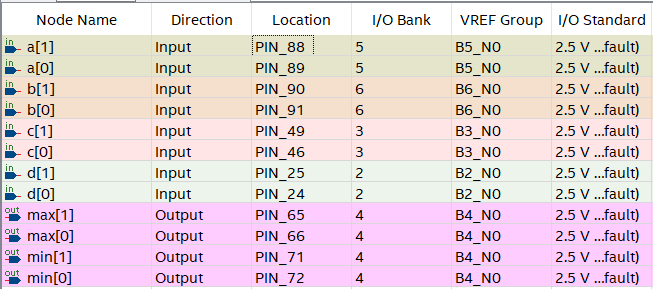 Node Name Direction Location I/O Bank VREF Group I/O Standard
in a[1] Input PIN_88 5 B5_N0 2.5 V ...fault)
in a[0] Input PIN_89 5 B5_N0 2.5 V ...fault)
in b[1] Input PIN_90 6 B6_N0 2.5 V ...fault)
in b[0] Input PIN_91 6 B6_N0 2.5 V ...fault)
in c[1] Input PIN_49 3 B3_N0 2.5 V ...fault)
in c[0] Input PIN_46 3 B3_N0 2.5 V ...fault)
in d[1] Input PIN_25 2 B2_N0 2.5 V ...fault)
in d[0] Input PIN_24 2 B2_N0 2.5 V ...fault)
out max[1] Output PIN_65 4 B4_N0 2.5 V ...fault)
out max[0] Output PIN_66 4 B4_N0 2.5 V ...fault)
out min[1] Output PIN_71 4 B4_N0 2.5 V ...fault)
out min[0] Output PIN_72 4 B4_N0 2.5 V ...fault)